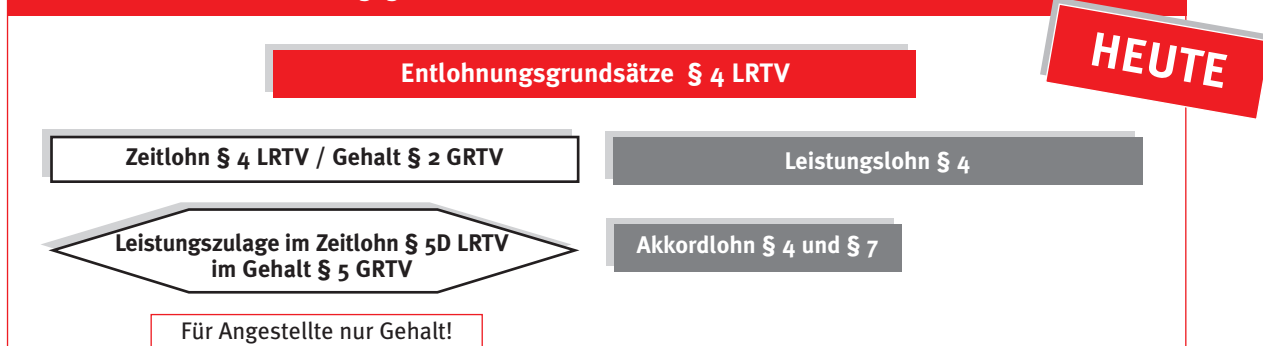 HEUTE
Entlohnungsgrundsätze § 4 LRTV
Zeitlohn § 4 LRTV / Gehalt § 2 GRTV
Leistungslohn § 4
Leistungszulage im Zeitlohn § 5D LRTV
im Gehalt § 5 GRTV
Akkordlohn § 4 und § 7
Für Angestellte nur Gehalt!